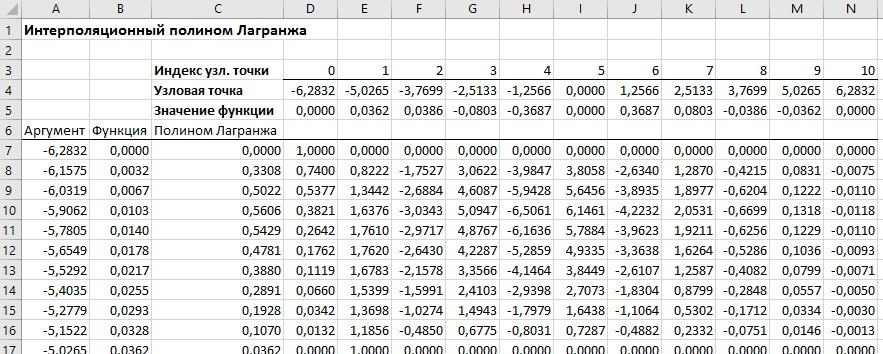 A B C D E F G H I J K L M N
1 Интерполяционный полином Лагранжа
2
3 Индекс узл. точки 0 1 2 3 4 5 6 7 8 9 10
4 Узловая точка -6,2832 -5,0265 -3,7699 -2,5133 -1,2566 0,0000 1,2566 2,5133 3,7699 5,0265 6,2832
5 Значение функции 0,0000 0,0362 0,0386 -0,0803 -0,3687 0,0000 0,3687 0,0803 -0,0386 -0,0362 0,0000
6 Аргумент Функция Полином Лагранжа
7 -6,2832 0,0000 0,0000 1,0000 0,0000 0,0000 0,0000 0,0000 0,0000 0,0000 0,0000 0,0000 0,0000 0,0000
8 -6,1575 0,0032 0,3308 0,7400 0,8222 -1,7527 3,0622 -3,9847 3,8058 -2,6340 1,2870 -0,4215 0,0831 -0,0075
9 -6,0319 0,0067 0,5022 0,5377 1,3442 -2,6884 4,6087 -5,9428 5,6456 -3,8935 1,8977 -0,6204 0,1222 -0,0110
10 -5,9062 0,0103 0,5606 0,3821 1,6376 -3,0343 5,0947 -6,5061 6,1461 -4,2232 2,0531 -0,6699 0,1318 -0,0118
11 -5,7805 0,0140 0,5429 0,2642 1,7610 -2,9717 4,8767 -6,1636 5,7884 -3,9623 1,9211 -0,6256 0,1229 -0,0110
12 -5,6549 0,0178 0,4781 0,1762 1,7620 -2,6430 4,2287 -5,2859 4,9335 -3,3638 1,6264 -0,5286 0,1036 -0,0093
13 -5,5292 0,0217 0,3880 0,1119 1,6783 -2,1578 3,3566 -4,1464 3,8449 -2,6107 1,2587 -0,4082 0,0799 -0,0071
14 -5,4035 0,0255 0,2891 0,0660 1,5399 -1,5991 2,4103 -2,9398 2,7073 -1,8304 0,8799 -0,2848 0,0557 -0,0050
15 -5,2779 0,0293 0,1928 0,0342 1,3698 -1,0274 1,4943 -1,7979 1,6438 -1,1064 0,5302 -0,1712 0,0334 -0,0030
16 -5,1522 0,0328 0,1070 0,0132 1,1856 -0,4850 0,6775 -0,8031 0,7287 -0,4882 0,2332 -0,0751 0,0146 -0,0013
17 -5,0265 0,0362 0,0362 0,0000 1,0000 0,0000 0,0000 0,0000 0,0000 0,0000 0,0000 0,0000 0,0000 0,0000